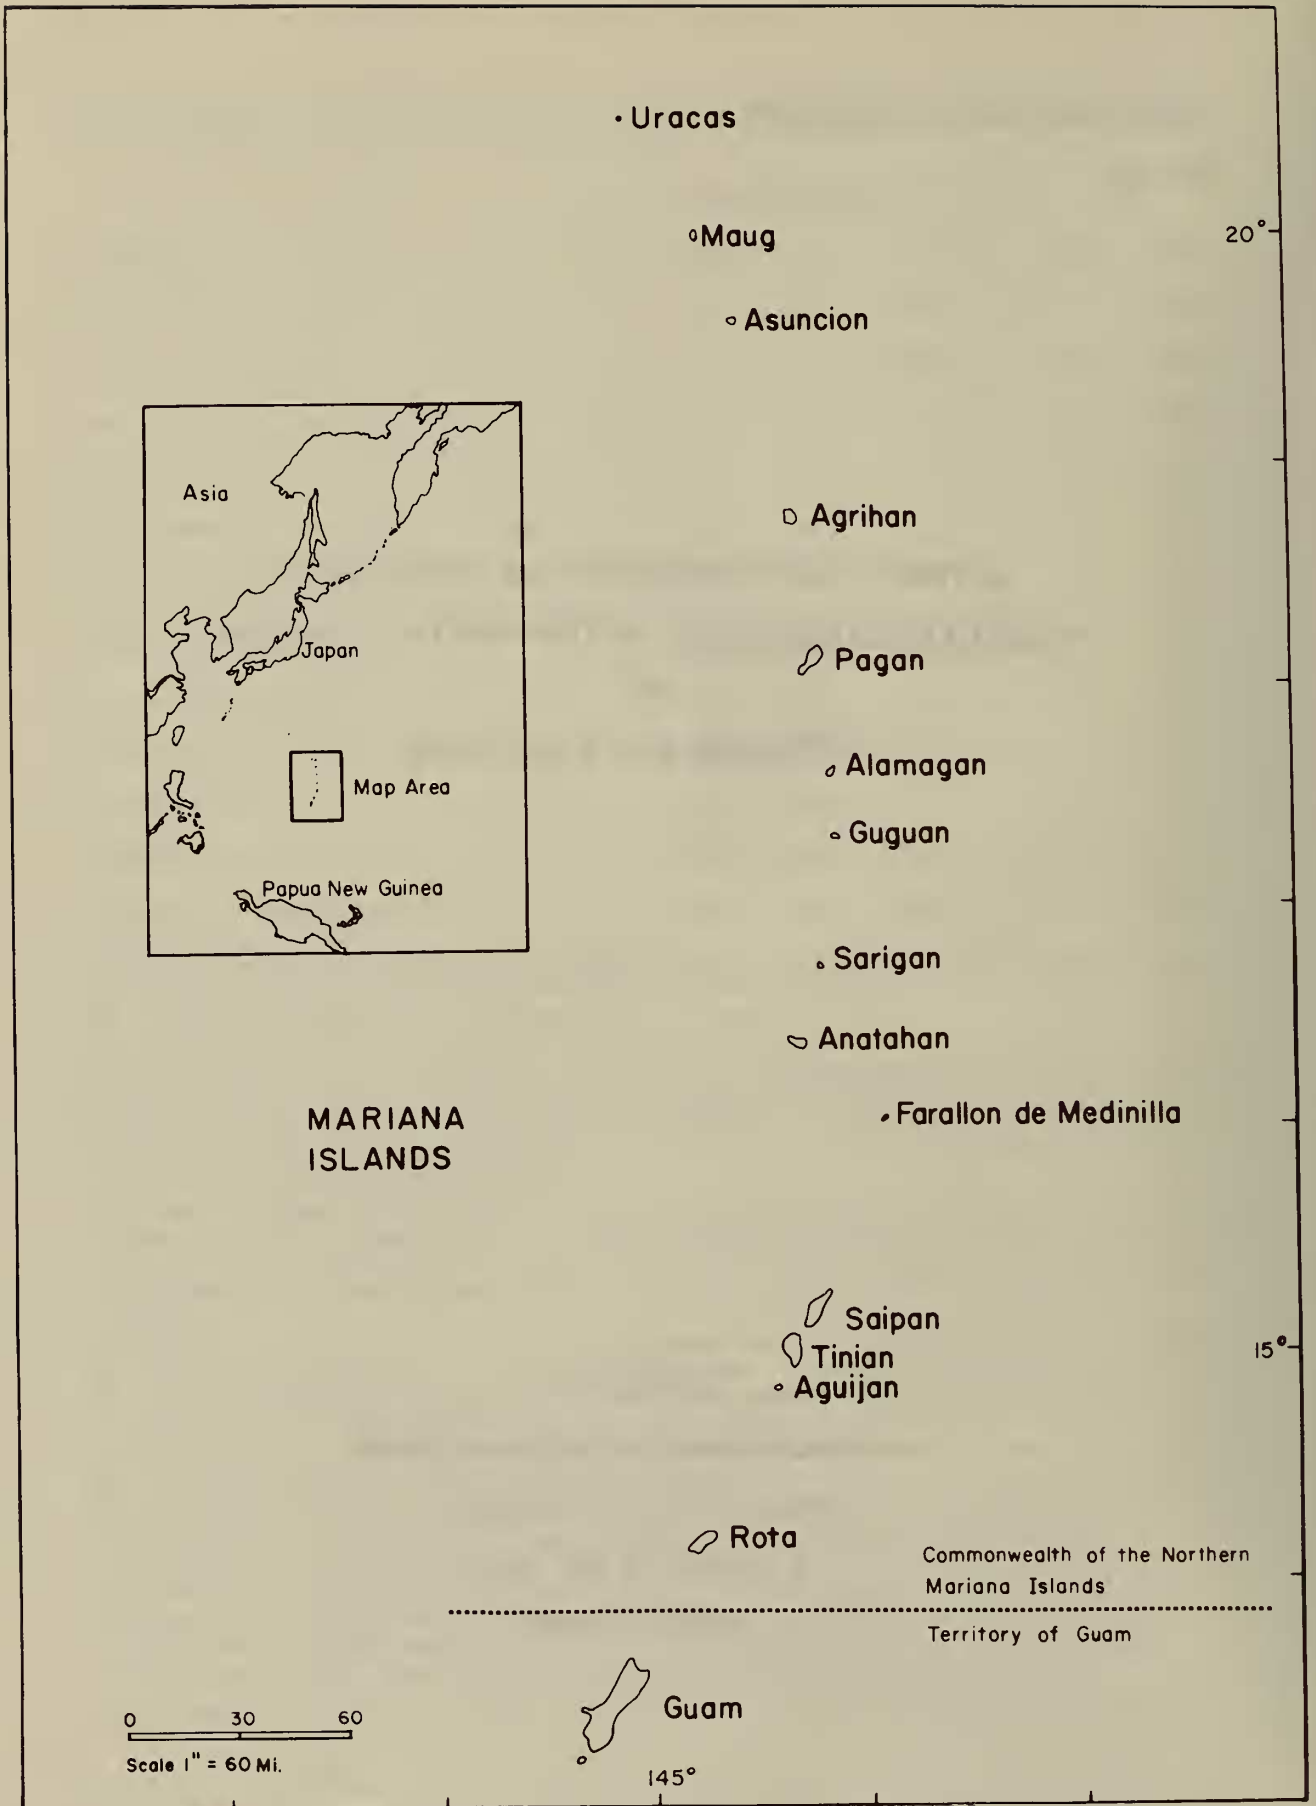 Uracas
Maug
20°
Asuncion
Asia
Agrihan
Japan
Pagan
Alamagan
Map Area
Guguan
Papua New Guinea
Sarigan
Anatahan
Farallon de Medinilla
MARIANA
ISLANDS
Saipan
15°
Tinian
Aguijan
Rota
Commonwealth of the Northern
Mariana Islands
Territory of Guam
Guam
0 30 60
Scale 1" = 60 Mi.
145°